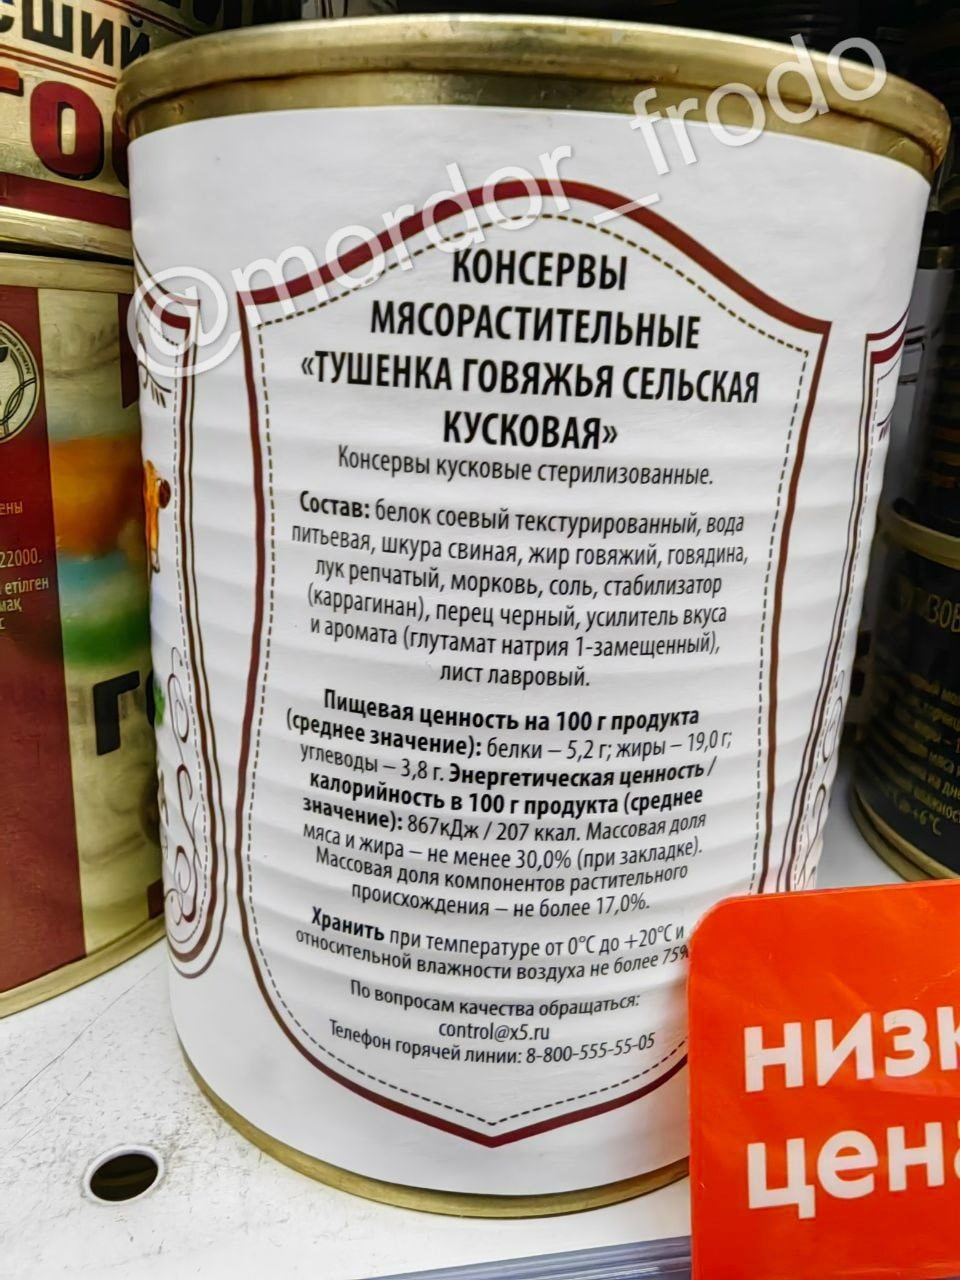 @mordor_frodo
КОНСЕРВЫ
МЯСОРАСТИТЕЛЬНЫЕ
«ТУШЕНКА ГОВЯЖЬЯ СЕЛЬСКАЯ
КУСКОВАЯ»
Консервы кусковые стерилизованные.
Состав: белок соевый текстурированный, вода
питьевая, шкура свиная, жир говяжий, говядина,
лук репчатый, морковь, соль, стабилизатор
(каррагинан), перец черный, усилитель вкуса
и аромата (глутамат натрия 1-замещенный),
лист лавровый.
Пищевая ценность на 100 г продукта
(среднее значение): белки – 5,2 г; жиры – 19,0 г;
углеводы – 3,8 г. Энергетическая ценность /
калорийность в 100 г продукта (среднее
значение): 867кДж / 207 ккал. Массовая доля
мяса и жира – не менее 30,0% (при закладке).
Массовая доля компонентов растительного
происхождения – не более 17,0%.
Хранить при температуре от 0°С до +20°С и
относительной влажности воздуха не более 75%
По вопросам качества обращаться:
control@x5.ru
Телефон горячей линии: 8-800-555-55-05
22000.
етілген
низк
цена